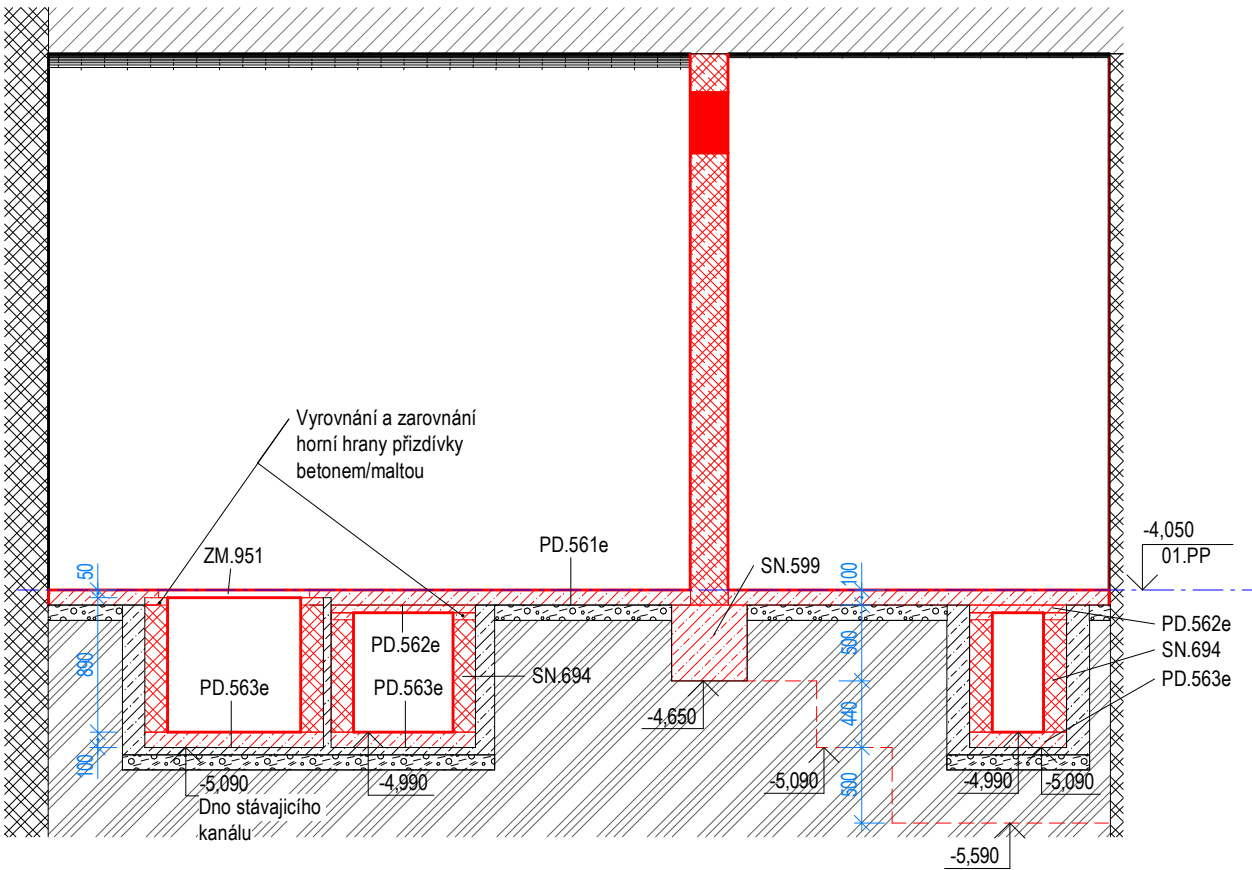 Vyrovnání a zarovnání
horní hrany přizdívky
betonem/maltou
ZM.951
PD.561e
SN.599
-4,050
01.PP
50
890
100
100
500
440
500
PD.562e
PD.563e
PD.563e
SN.694
PD.562e
SN.694
PD.563e
-4,650
-5,090
Dno stávajicího
kanálu
-4,990
-5,090
-4,990
-5,090
-5,590